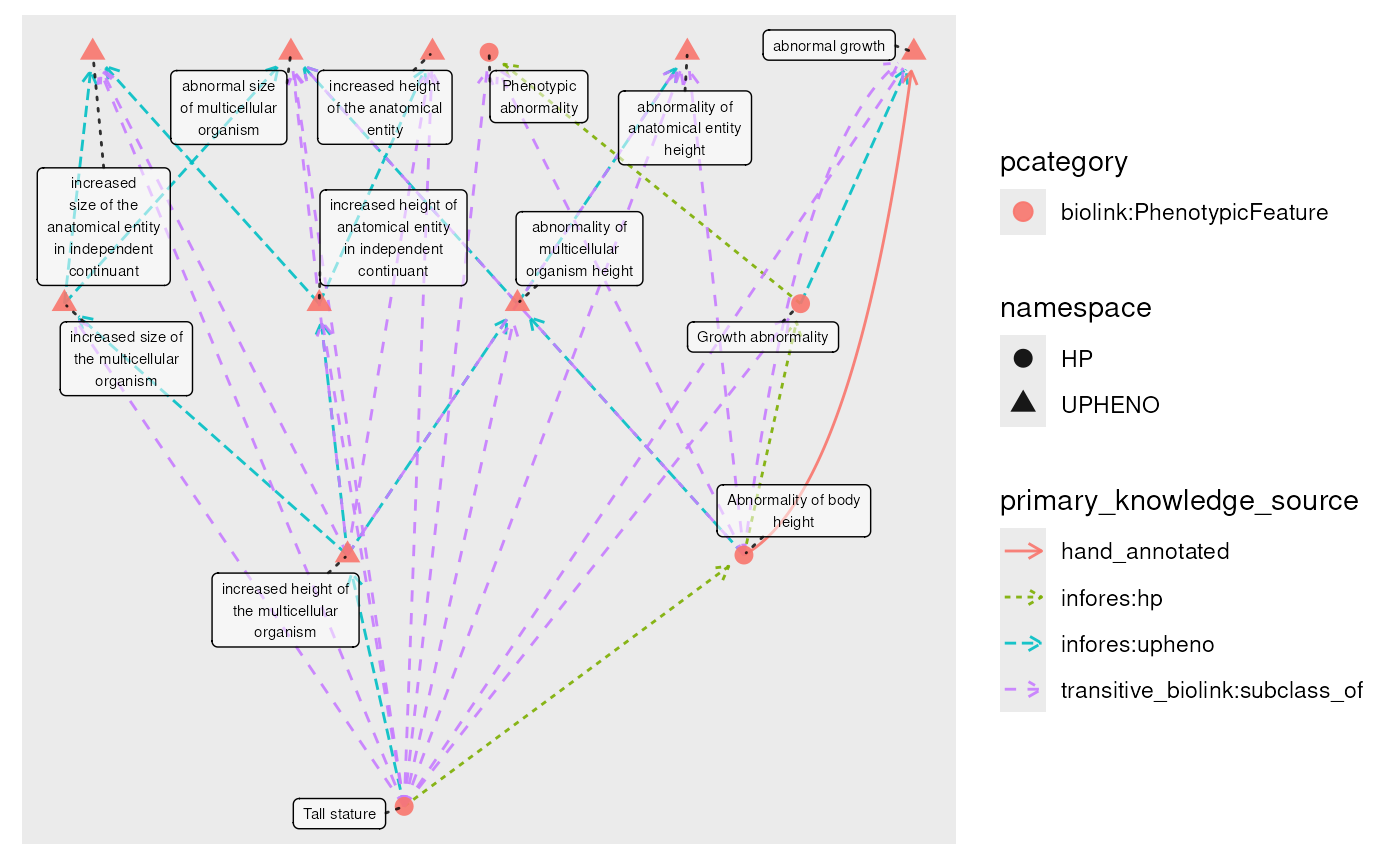 abnormal growth
abnormal size
of multicellular
organism
increased height
of the anatomical
entity
Phenotypic
abnormality
abnormality of
anatomical entity
height
increased
size of the
anatomical entity
in independent
continuant
increased height of
anatomical entity
in independent
continuant
abnormality of
multicellular
organism height
increased size of
the multicellular
organism
Growth abnormality
Abnormality of body
height
increased height of
the multicellular
organism
Tall stature
pcategory
biolink:PhenotypicFeature
namespace
HP
UPHENO
primary_knowledge_source
hand_annotated
infores:hp
infores:upheno
transitive_biolink:subclass_of